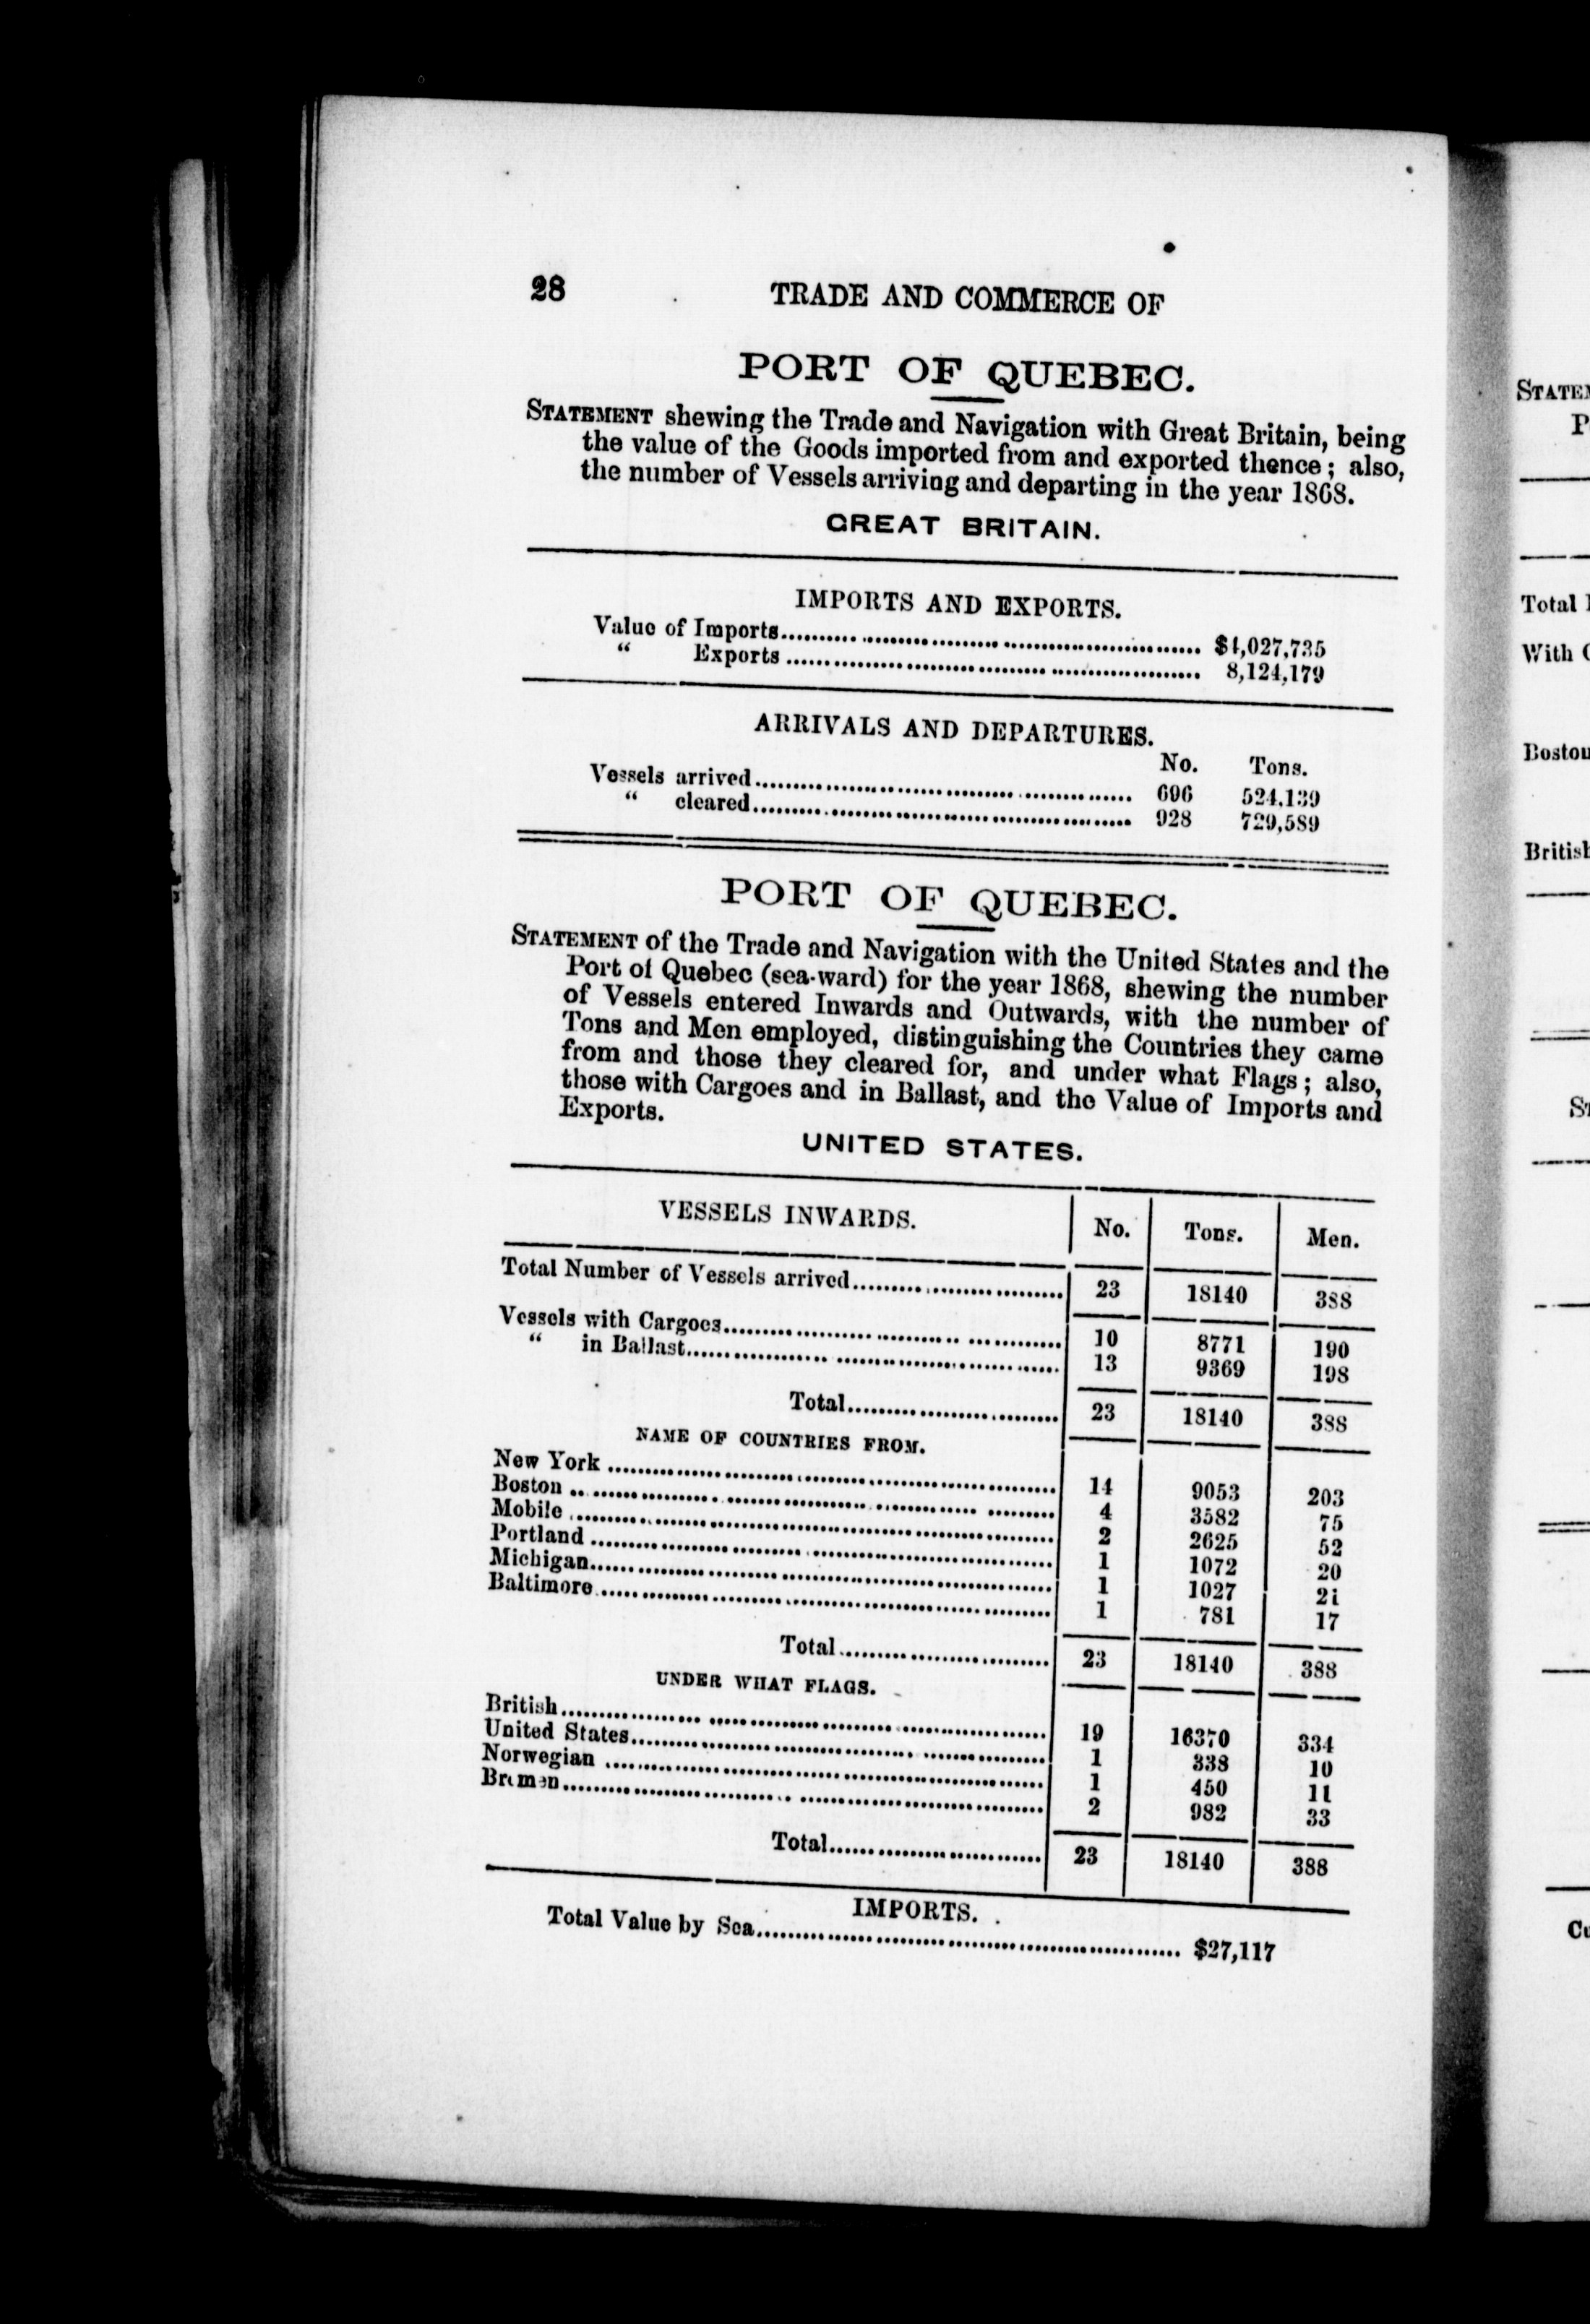 28 TRADE AND COMMERCE OF
PORT OF QUEBEC.
STATEMENT shewing the Trade and Navigation with Great Britain, being
the value of the Goods imported from and exported thence; also,
the number of Vessels arriving and departing in the year 1868.
GREAT BRITAIN.
IMPORTS AND EXPORTS.
Value of Imports.......... $4,027,735
" Exports .......... 8,124,179
ARRIVALS AND DEPARTURES.
No. Tons.
Vessels arrived.......... 696 524,139
" cleared.......... 928 729,589
PORT OF QUEBEC.
STATEMENT of the Trade and Navigation with the United States and the
Port of Quebec (sea-ward) for the year 1868, shewing the number
of Vessels entered Inwards and Outwards, with the number of
Tons and Men employed, distinguishing the Countries they came
from and those they cleared for, and under what Flags; also,
those with Cargoes and in Ballast, and the Value of Imports and
Exports.
UNITED STATES.
VESSELS INWARDS. No. Tons. Men.
Total Number of Vessels arrived.......... 23 18140 388
Vessels with Cargoes.......... 10 8771 190
" in Ballast.......... 13 9369 198
Total.......... 23 18140 388
NAME OF COUNTRIES FROM.
New York .......... 14 9053 203
Boston .......... 4 3582 75
Mobile .......... 2 2625 52
Portland .......... 1 1072 20
Michigan.......... 1 1027 21
Baltimore.......... 1 781 17
Total.......... 23 18140 388
UNDER WHAT FLAGS.
British.......... 19 16370 334
United States.......... 1 338 10
Norwegian .......... 1 450 11
Bremen.......... 2 982 33
Total.......... 23 18140 388
IMPORTS.
Total Value by Sea.......... $27,117
Total
With
Boston
British